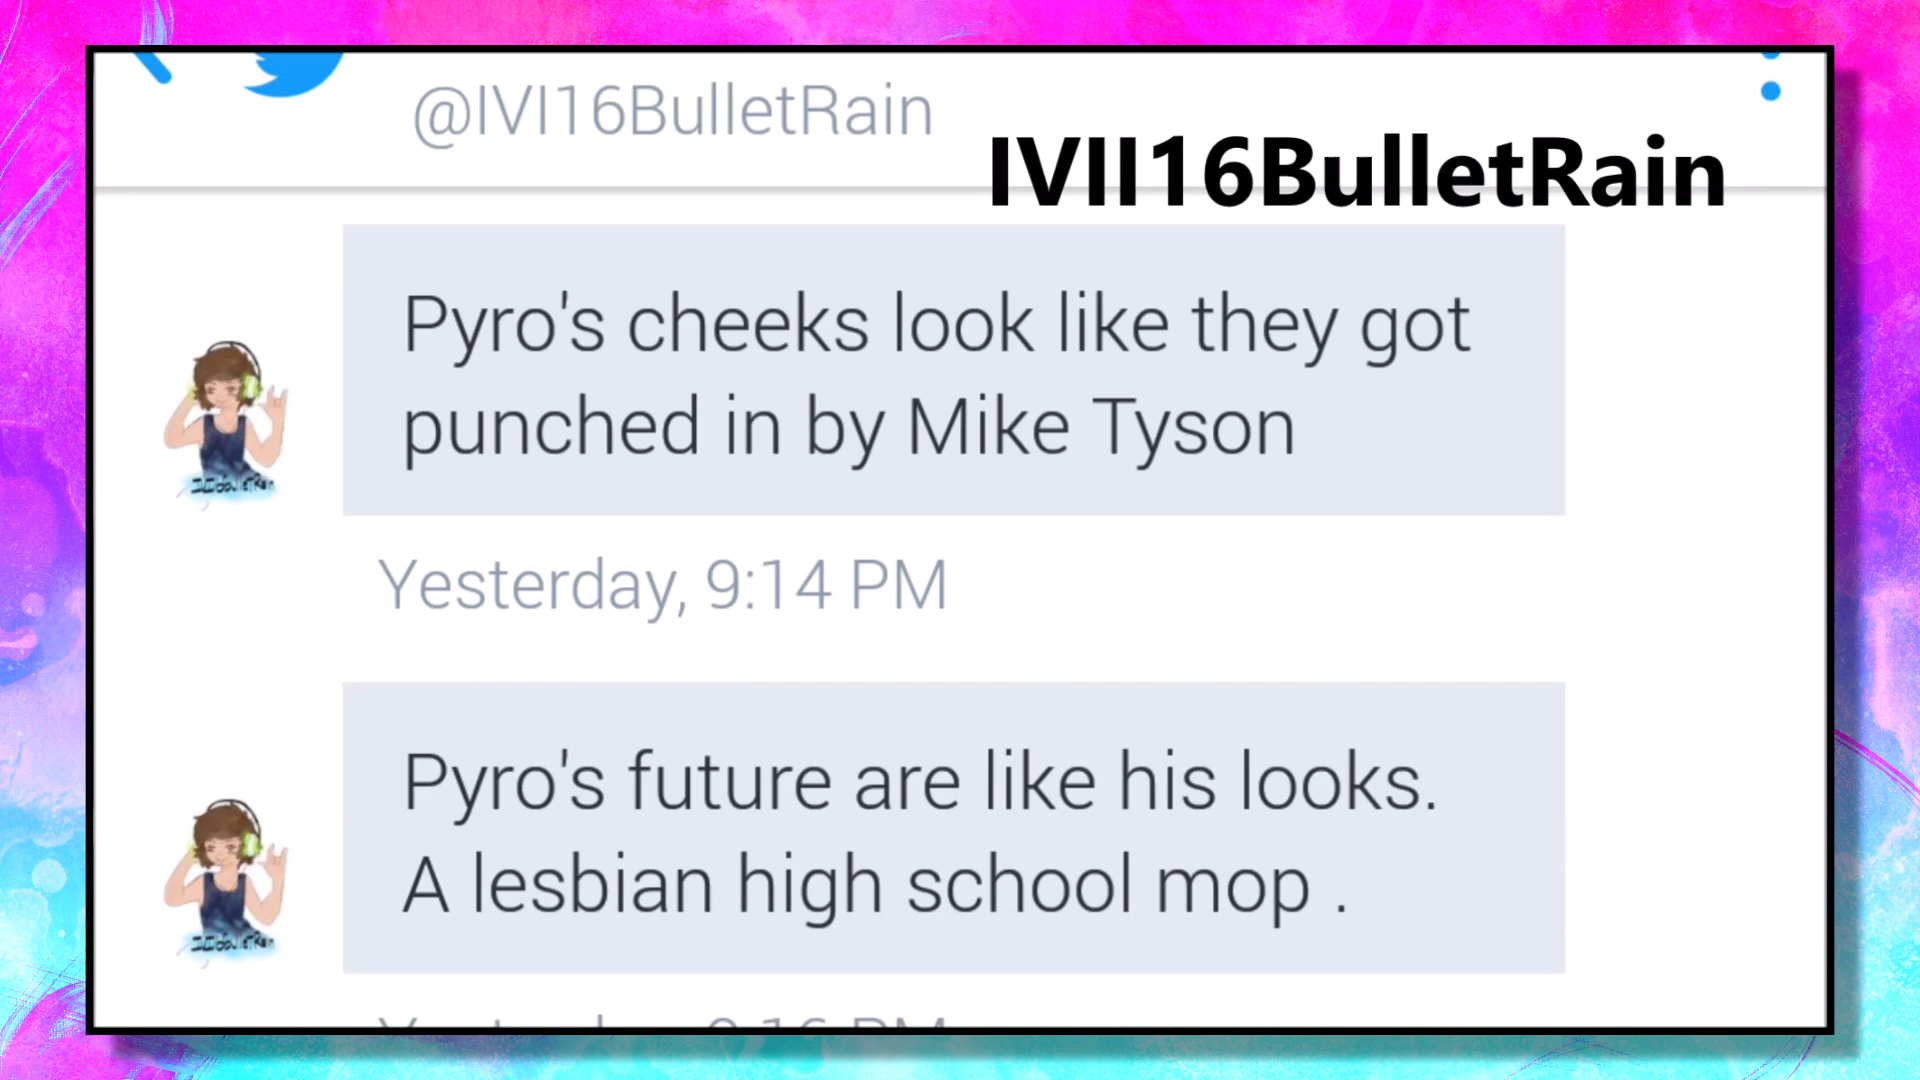 @IVI16BulletRain
IVII16BulletRain
Pyro's cheeks look like they got
punched in by Mike Tyson
Yesterday, 9:14 PM
Pyro's future are like his looks.
A lesbian high school mop .